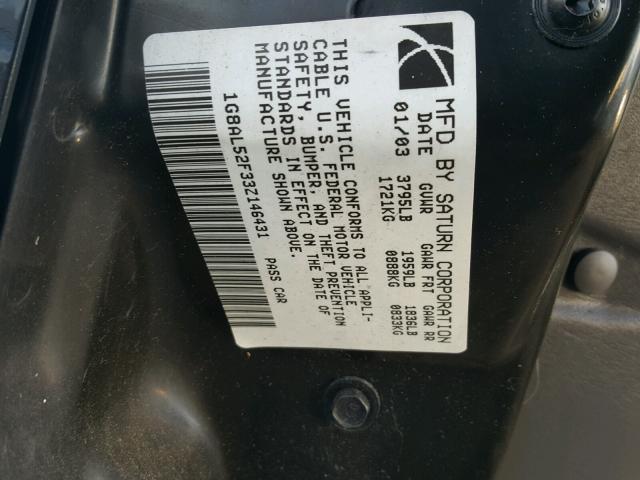 MFD BY SATURN CORPORATION
DATE GVWR GAWR FRT GAWR RR
01/03 3795LB 1959LB 1836LB
1721KG 0888KG 0833KG
THIS VEHICLE CONFORMS TO ALL APPLI-
CABLE U.S. FEDERAL MOTOR VEHICLE
SAFETY, BUMPER, AND THEFT PREVENTION
STANDARDS IN EFFECT ON THE DATE OF
MANUFACTURE SHOWN ABOVE.
1G8AL52F33Z146431 PASS CAR